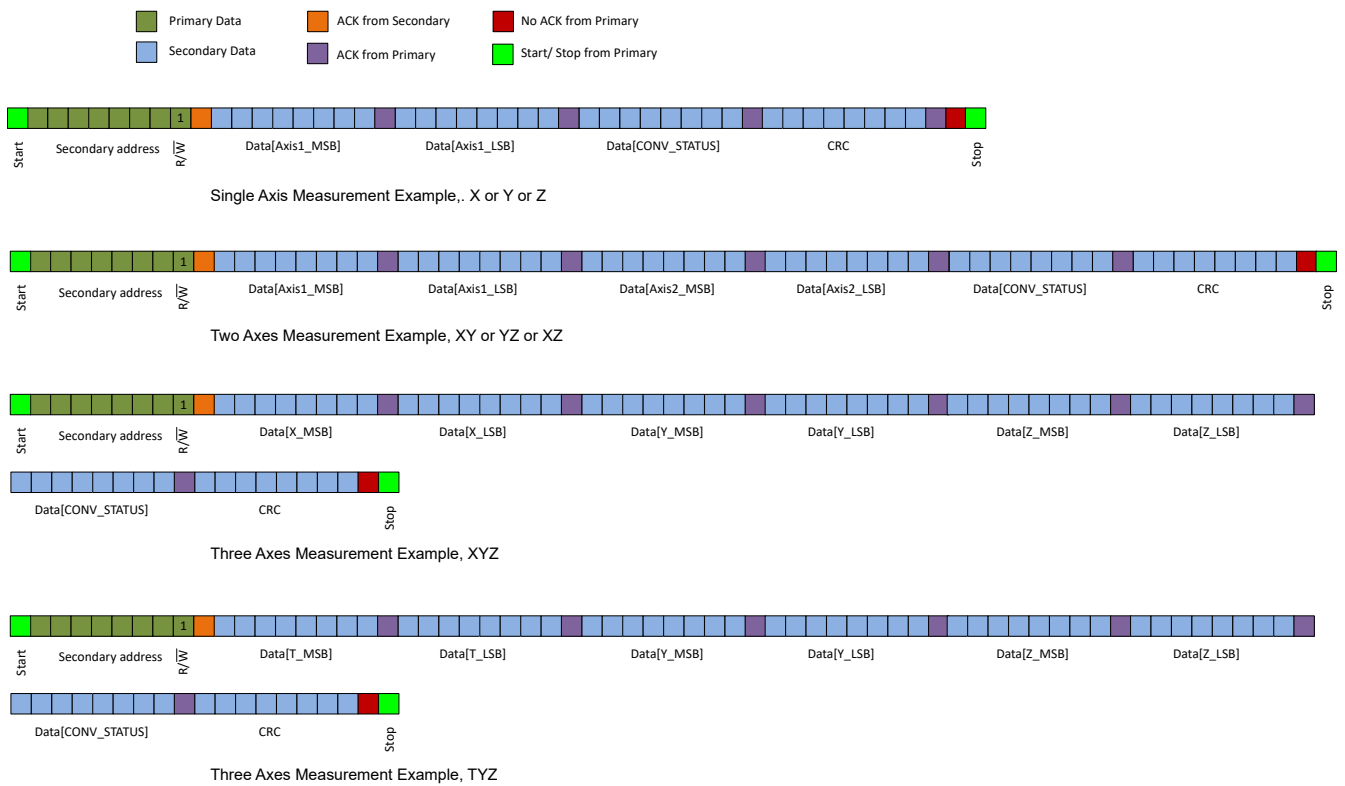 Primary Data
ACK from Secondary
No ACK from Primary
Secondary Data
ACK from Primary
Start/ Stop from Primary
1
Start
Secondary address
R/W
Data[Axis1_MSB]
Data[Axis1_LSB]
Data[CONV_STATUS]
CRC
Stop
Single Axis Measurement Example,. X or Y or Z
1
Start
Secondary address
R/W
Data[Axis1_MSB]
Data[Axis1_LSB]
Data[Axis2_MSB]
Data[Axis2_LSB]
Data[CONV_STATUS]
CRC
Stop
Two Axes Measurement Example, XY or YZ or XZ
1
Start
Secondary address
R/W
Data[X_MSB]
Data[X_LSB]
Data[Y_MSB]
Data[Y_LSB]
Data[Z_MSB]
Data[Z_LSB]
Data[CONV_STATUS]
CRC
Stop
Three Axes Measurement Example, XYZ
1
Start
Secondary address
R/W
Data[T_MSB]
Data[T_LSB]
Data[Y_MSB]
Data[Y_LSB]
Data[Z_MSB]
Data[Z_LSB]
Data[CONV_STATUS]
CRC
Stop
Three Axes Measurement Example, TYZ